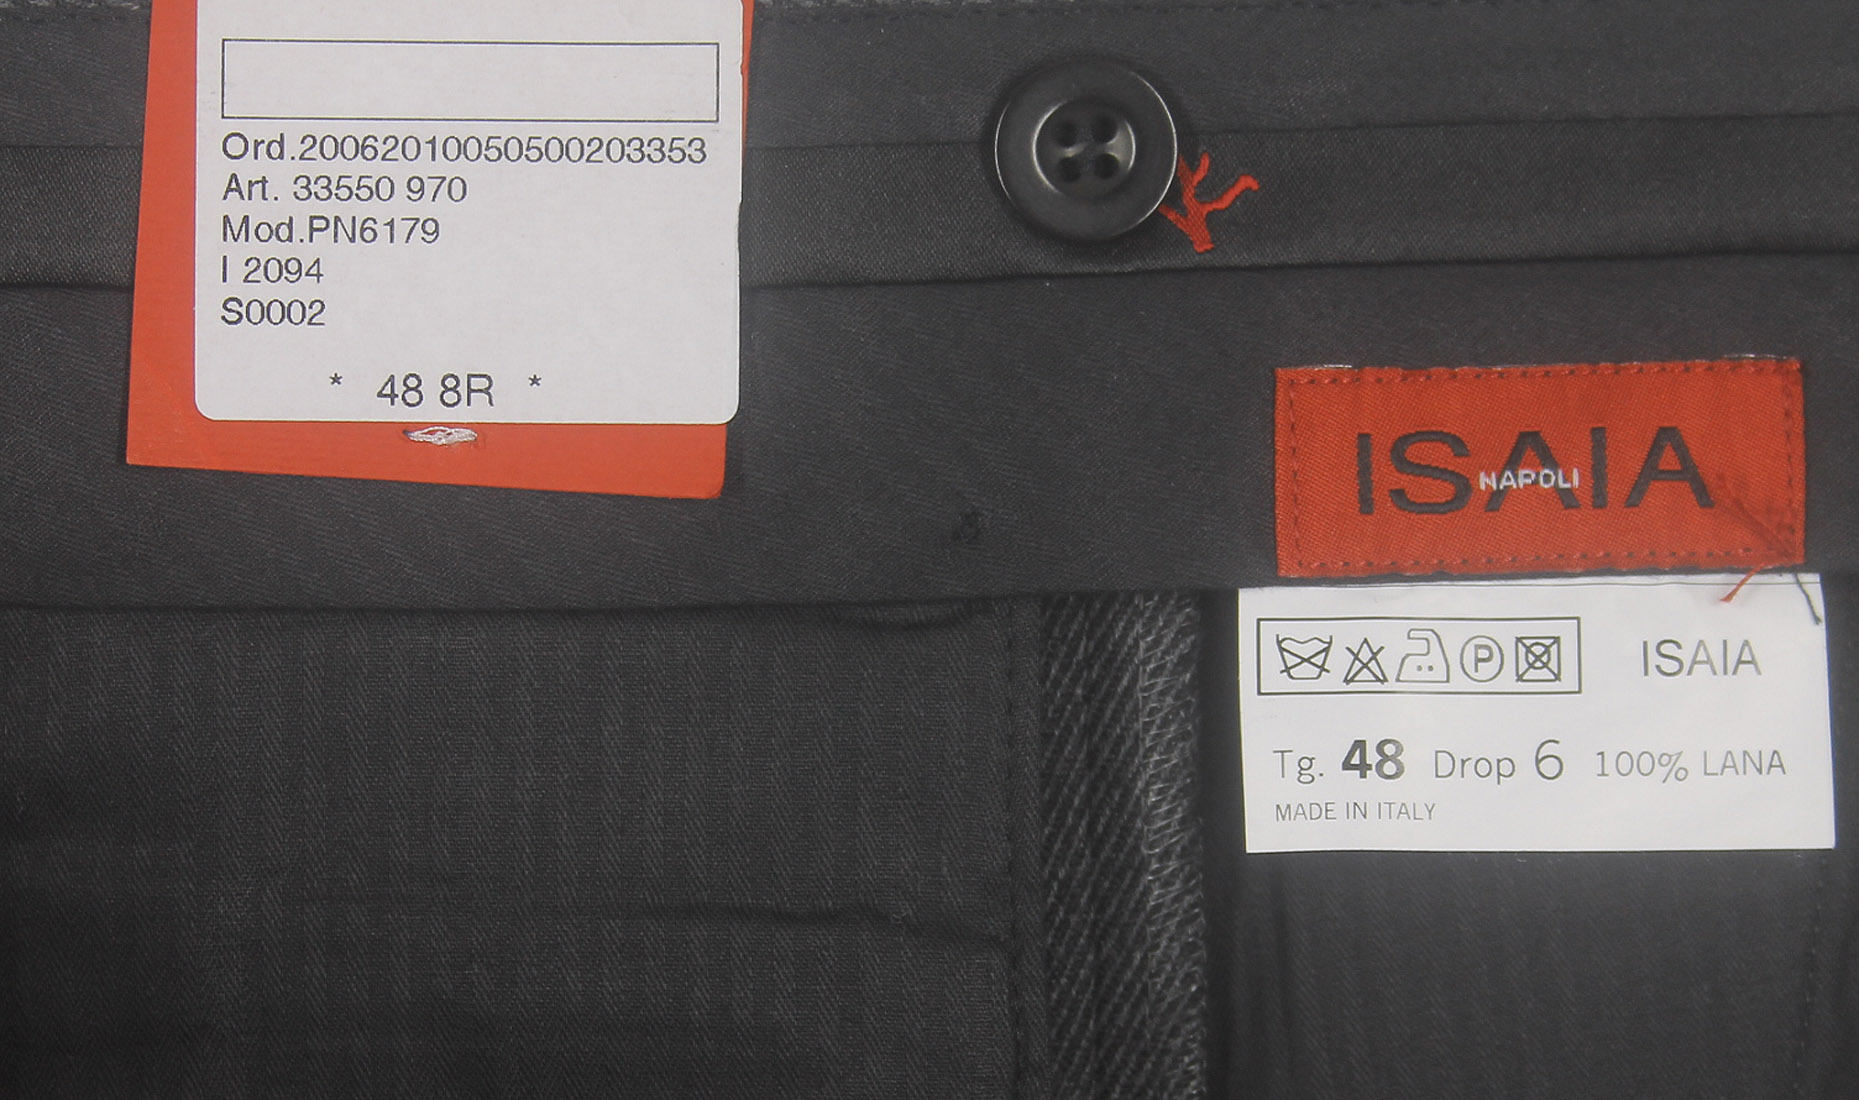 Ord.20062010050500203353
Art. 33550 970
Mod.PN6179
I 2094
S0002
* 48 8R *
ISAIA
NAPOLI
P
ISAIA
Tg. 48 Drop 6 100% LANA
MADE IN ITALY